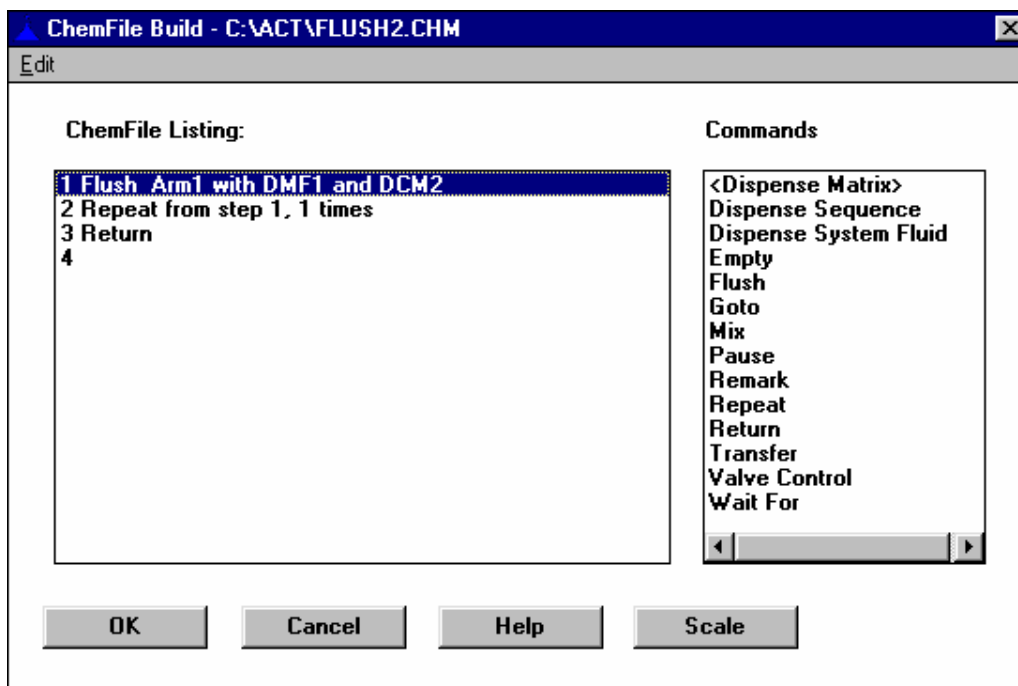 ChemFile Build - C:\ACT\FLUSH2.CHM
Edit
ChemFile Listing:
1 Flush Arm1 with DMF1 and DCM2
2 Repeat from step 1, 1 times
3 Return
4
Commands
<Dispense Matrix>
Dispense Sequence
Dispense System Fluid
Empty
Flush
Goto
Mix
Pause
Remark
Repeat
Return
Transfer
Valve Control
Wait For
OK
Cancel
Help
Scale